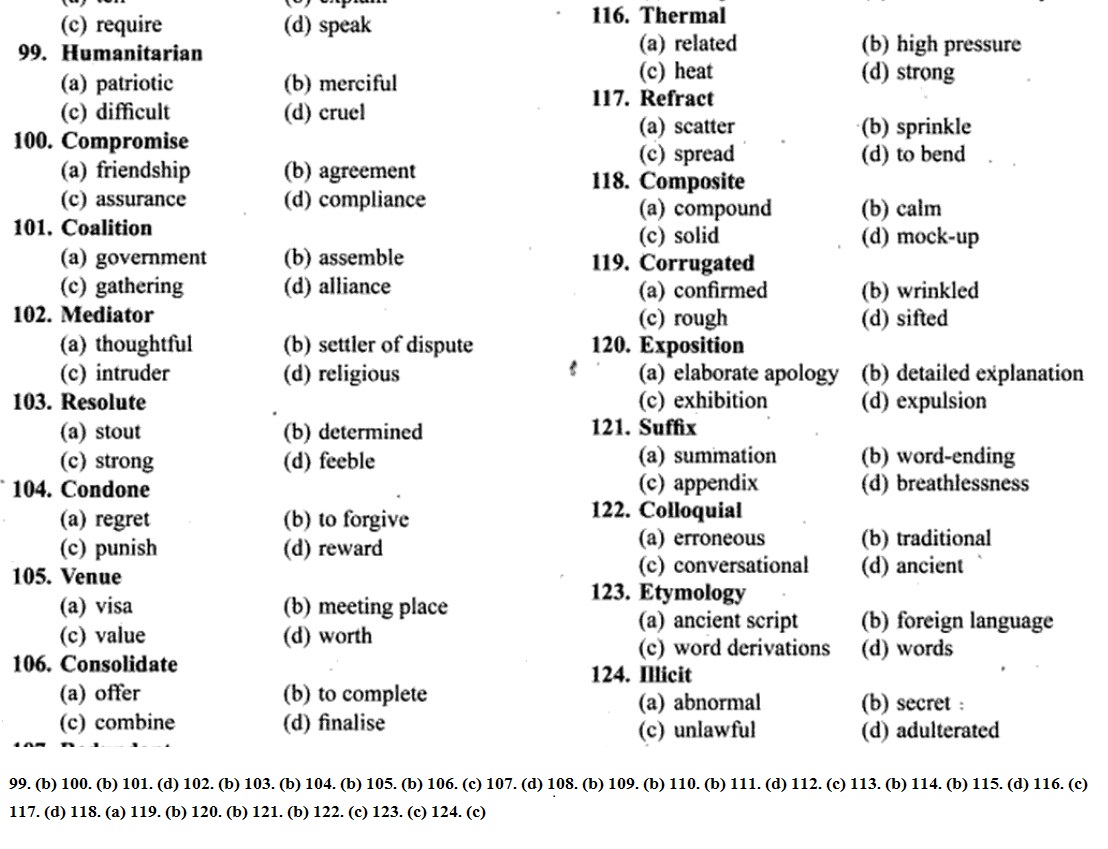 (c) require (d) speak
99. Humanitarian
(a) patriotic (b) merciful
(c) difficult (d) cruel
100. Compromise
(a) friendship (b) agreement
(c) assurance (d) compliance
101. Coalition
(a) government (b) assemble
(c) gathering (d) alliance
102. Mediator
(a) thoughtful (b) settler of dispute
(c) intruder (d) religious
103. Resolute
(a) stout (b) determined
(c) strong (d) feeble
104. Condone
(a) regret (b) to forgive
(c) punish (d) reward
105. Venue
(a) visa (b) meeting place
(c) value (d) worth
106. Consolidate
(a) offer (b) to complete
(c) combine (d) finalise
116. Thermal
(a) related (b) high pressure
(c) heat (d) strong
117. Refract
(a) scatter (b) sprinkle
(c) spread (d) to bend
118. Composite
(a) compound (b) calm
(c) solid (d) mock-up
119. Corrugated
(a) confirmed (b) wrinkled
(c) rough (d) sifted
120. Exposition
(a) elaborate apology (b) detailed explanation
(c) exhibition (d) expulsion
121. Suffix
(a) summation (b) word-ending
(c) appendix (d) breathlessness
122. Colloquial
(a) erroneous (b) traditional
(c) conversational (d) ancient
123. Etymology
(a) ancient script (b) foreign language
(c) word derivations (d) words
124. Illicit
(a) abnormal (b) secret :
(c) unlawful (d) adulterated
99. (b) 100. (b) 101. (d) 102. (b) 103. (b) 104. (b) 105. (b) 106. (c) 107. (d) 108. (b) 109. (b) 110. (b) 111. (d) 112. (c) 113. (b) 114. (b) 115. (d) 116. (c)
117. (d) 118. (a) 119. (b) 120. (b) 121. (b) 122. (c) 123. (c) 124. (c)